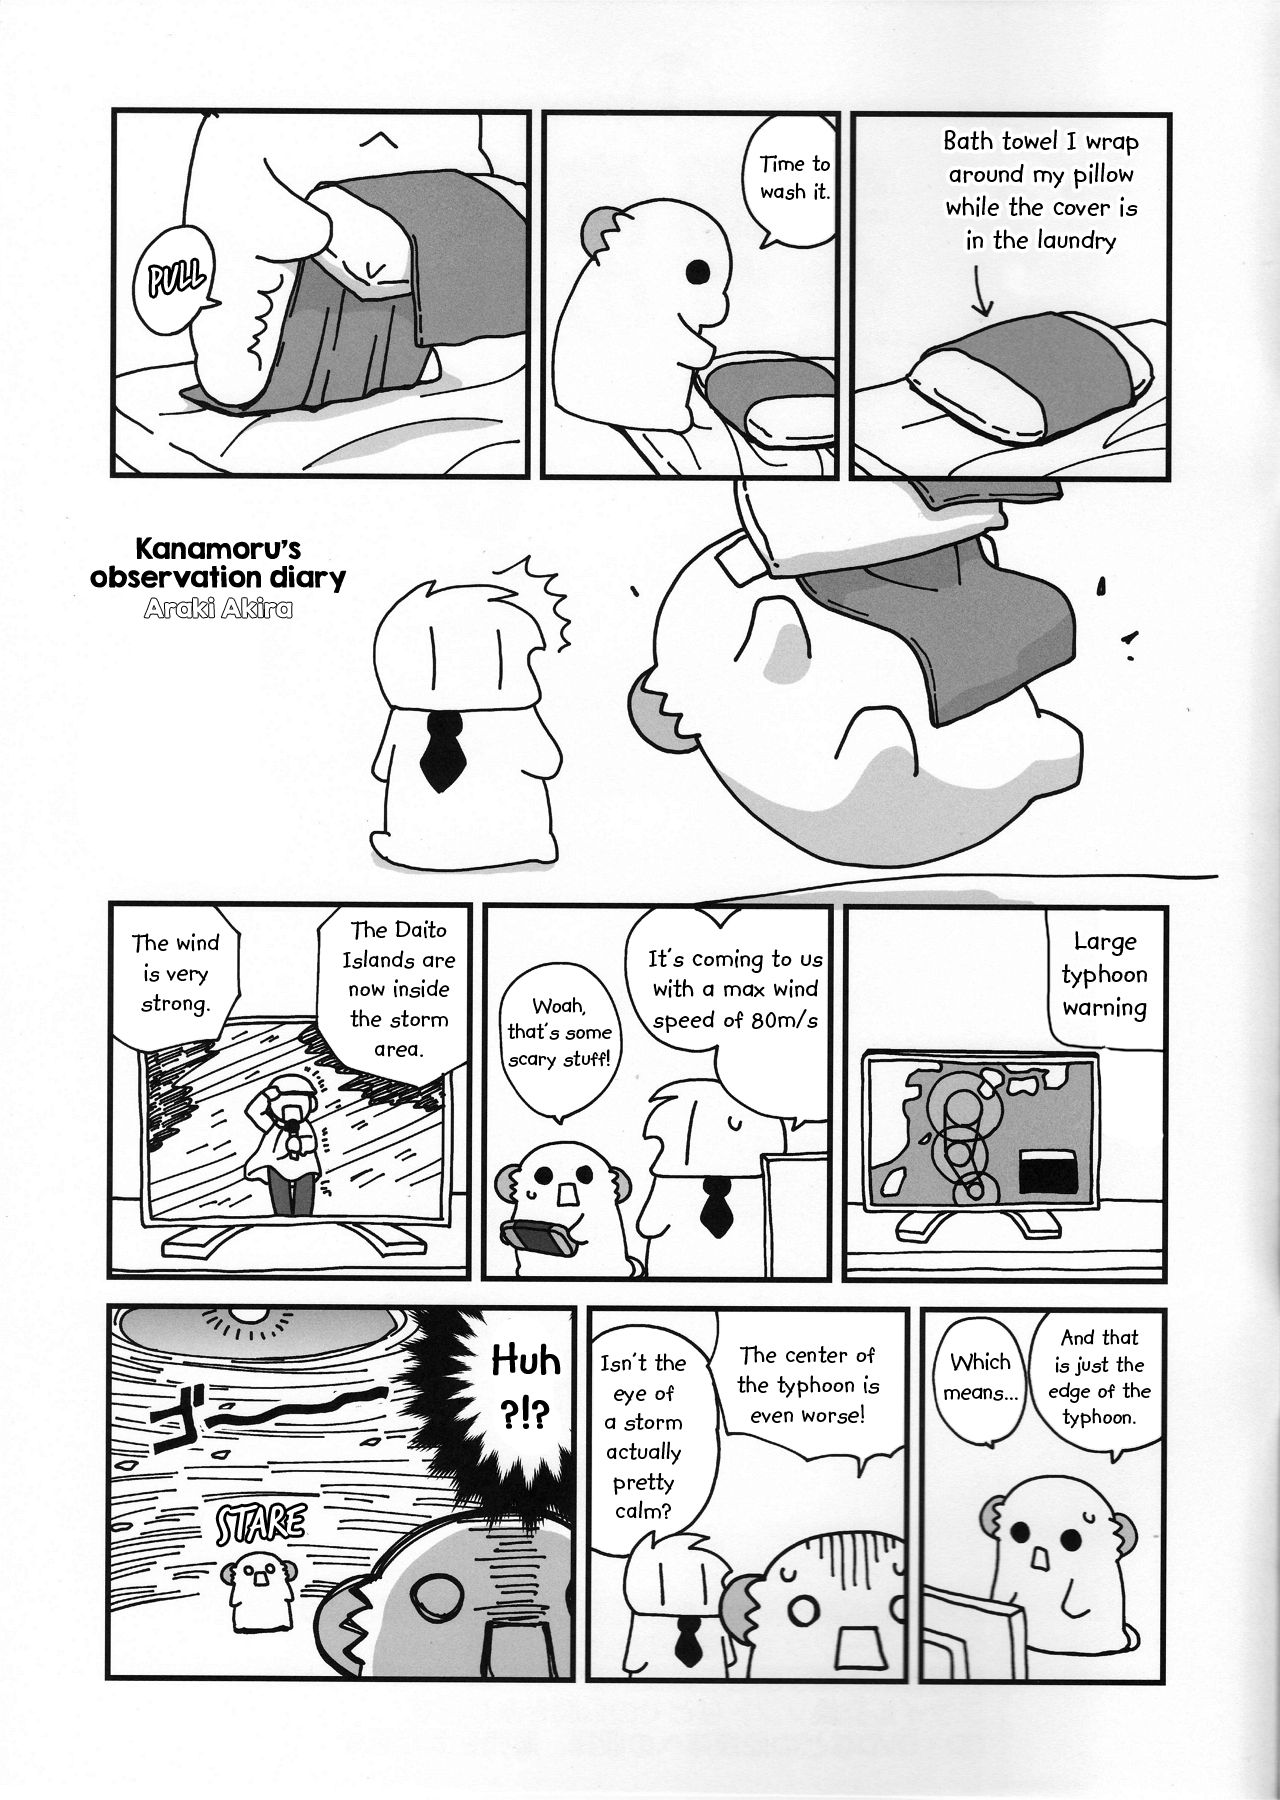 Bath towel I wrap
around my pillow
while the cover is
in the laundry
Time to
wash it.
PULL
Kanamoru's
observation diary
Araki Akira
Large
typhoon
warning
It's coming to us
with a max wind
speed of 80m/s
Woah,
that's some
scary stuff!
The Daito
Islands are
now inside
the storm
area.
The wind
is very
strong.
And that
is just the
edge of the
typhoon.
Which
means...
The center of
the typhoon is
even worse!
Isn't the
eye of
a storm
actually
pretty
calm?
Huh
?!?
ゴーー
STARE